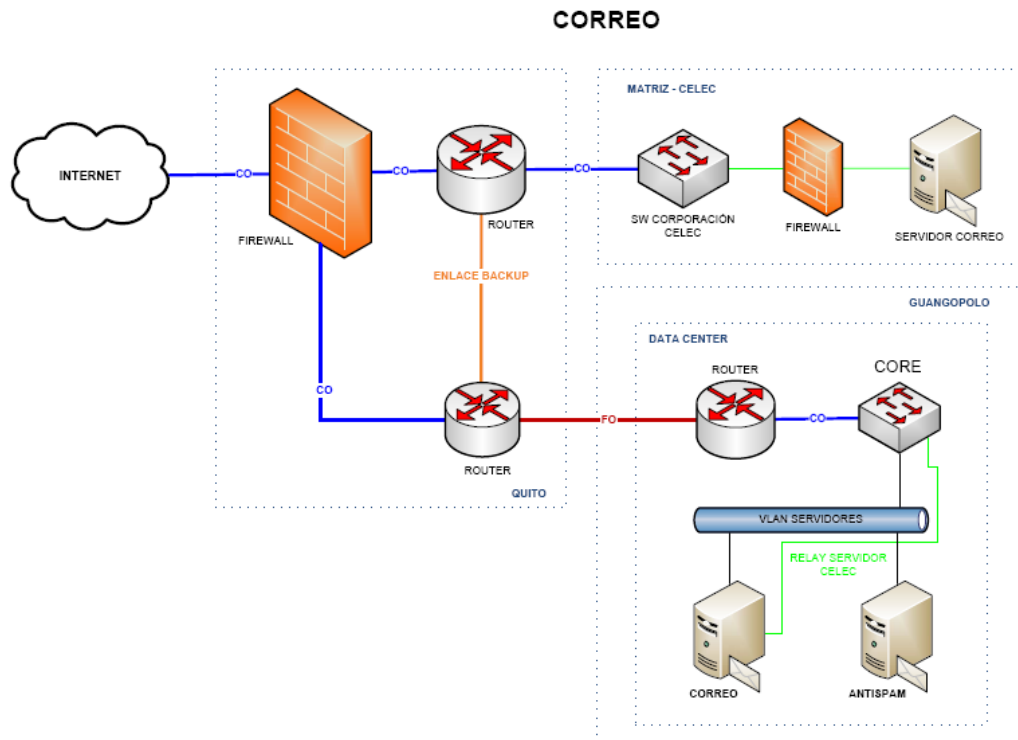 CORREO
INTERNET
CO
FIREWALL
CO
ROUTER
CO
ENLACE BACKUP
CO
ROUTER
QUITO
MATRIZ - CELEC
SW CORPORACIÓN
CELEC
FIREWALL
SERVIDOR CORREO
GUANGOPOLO
DATA CENTER
FO
ROUTER
CO
CORE
VLAN SERVIDORES
RELAY SERVIDOR
CELEC
CORREO
ANTISPAM